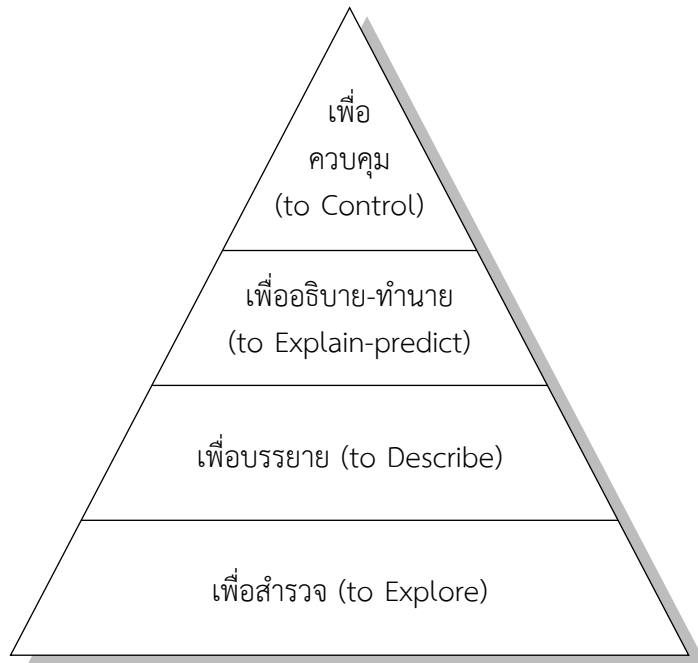 เพื่อ
ควบคุม
(to Control)
เพื่ออธิบาย-ทำนาย
(to Explain-predict)
เพื่อบรรยาย (to Describe)
เพื่อสำรวจ (to Explore)